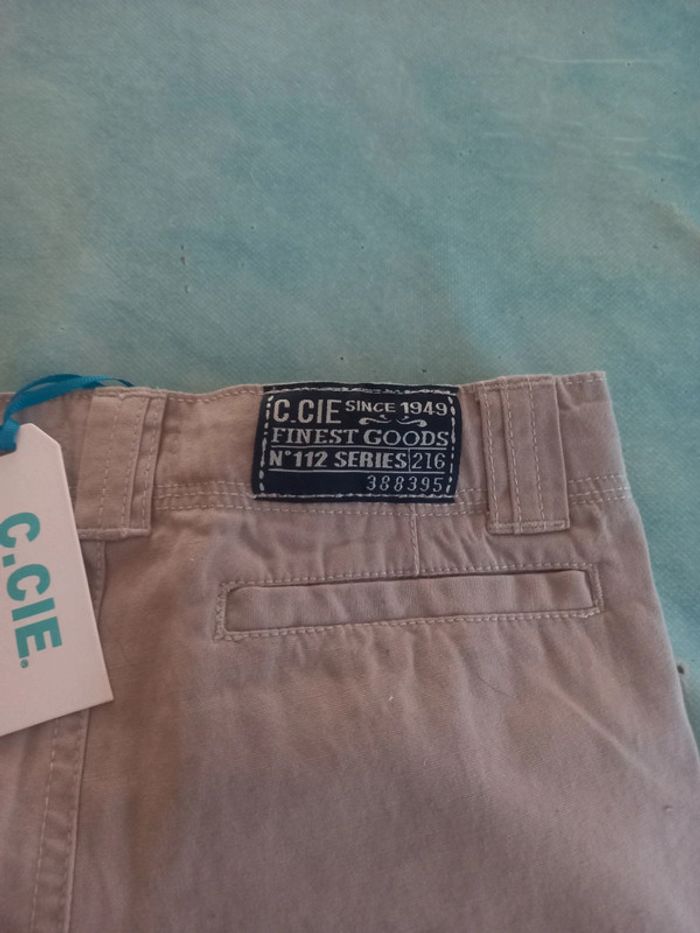 C.CIE SINCE 1949
FINEST GOODS
N°112 SERIES 216
388395
C.CIE®